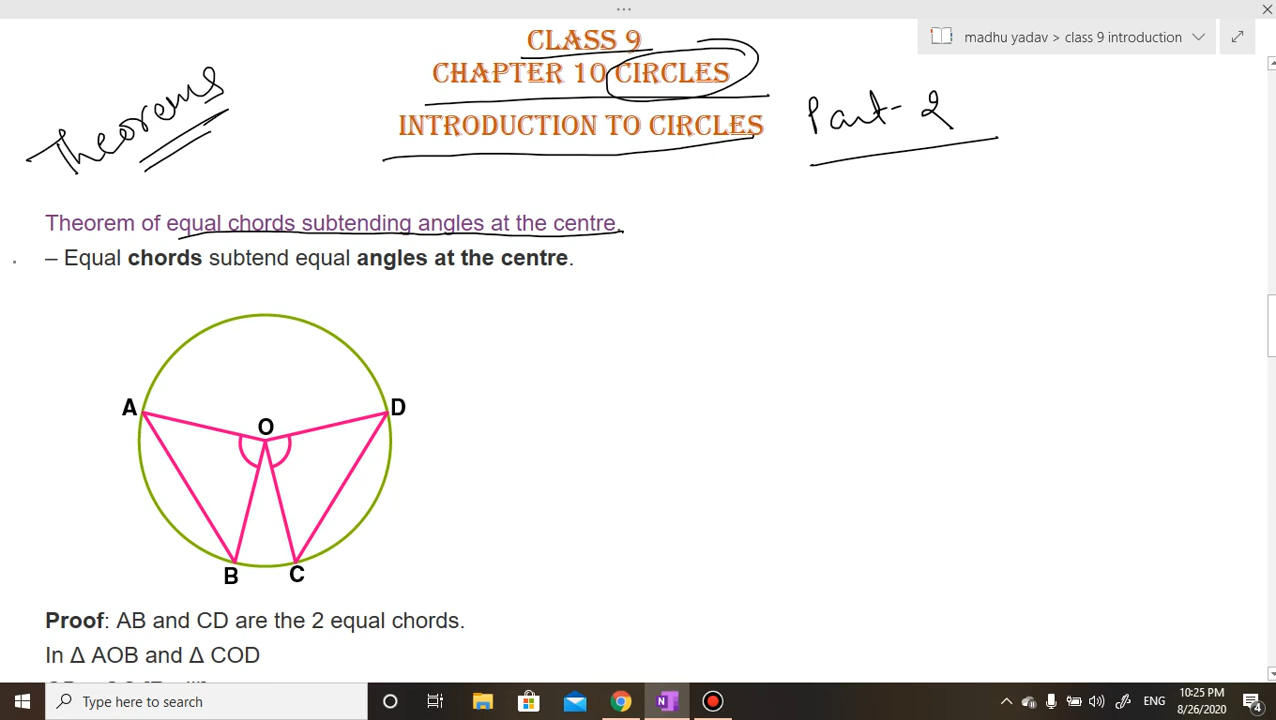 madhu yadav > class 9 introduction
CLASS 9
CHAPTER 10 CIRCLES
INTRODUCTION TO CIRCLES
Theorems
Part-2
Theorem of equal chords subtending angles at the centre.
– Equal chords subtend equal angles at the centre.
A
D
O
B
C
Proof: AB and CD are the 2 equal chords.
In Δ AOB and Δ COD
Type here to search
ENG
10:25 PM
8/26/2020
4